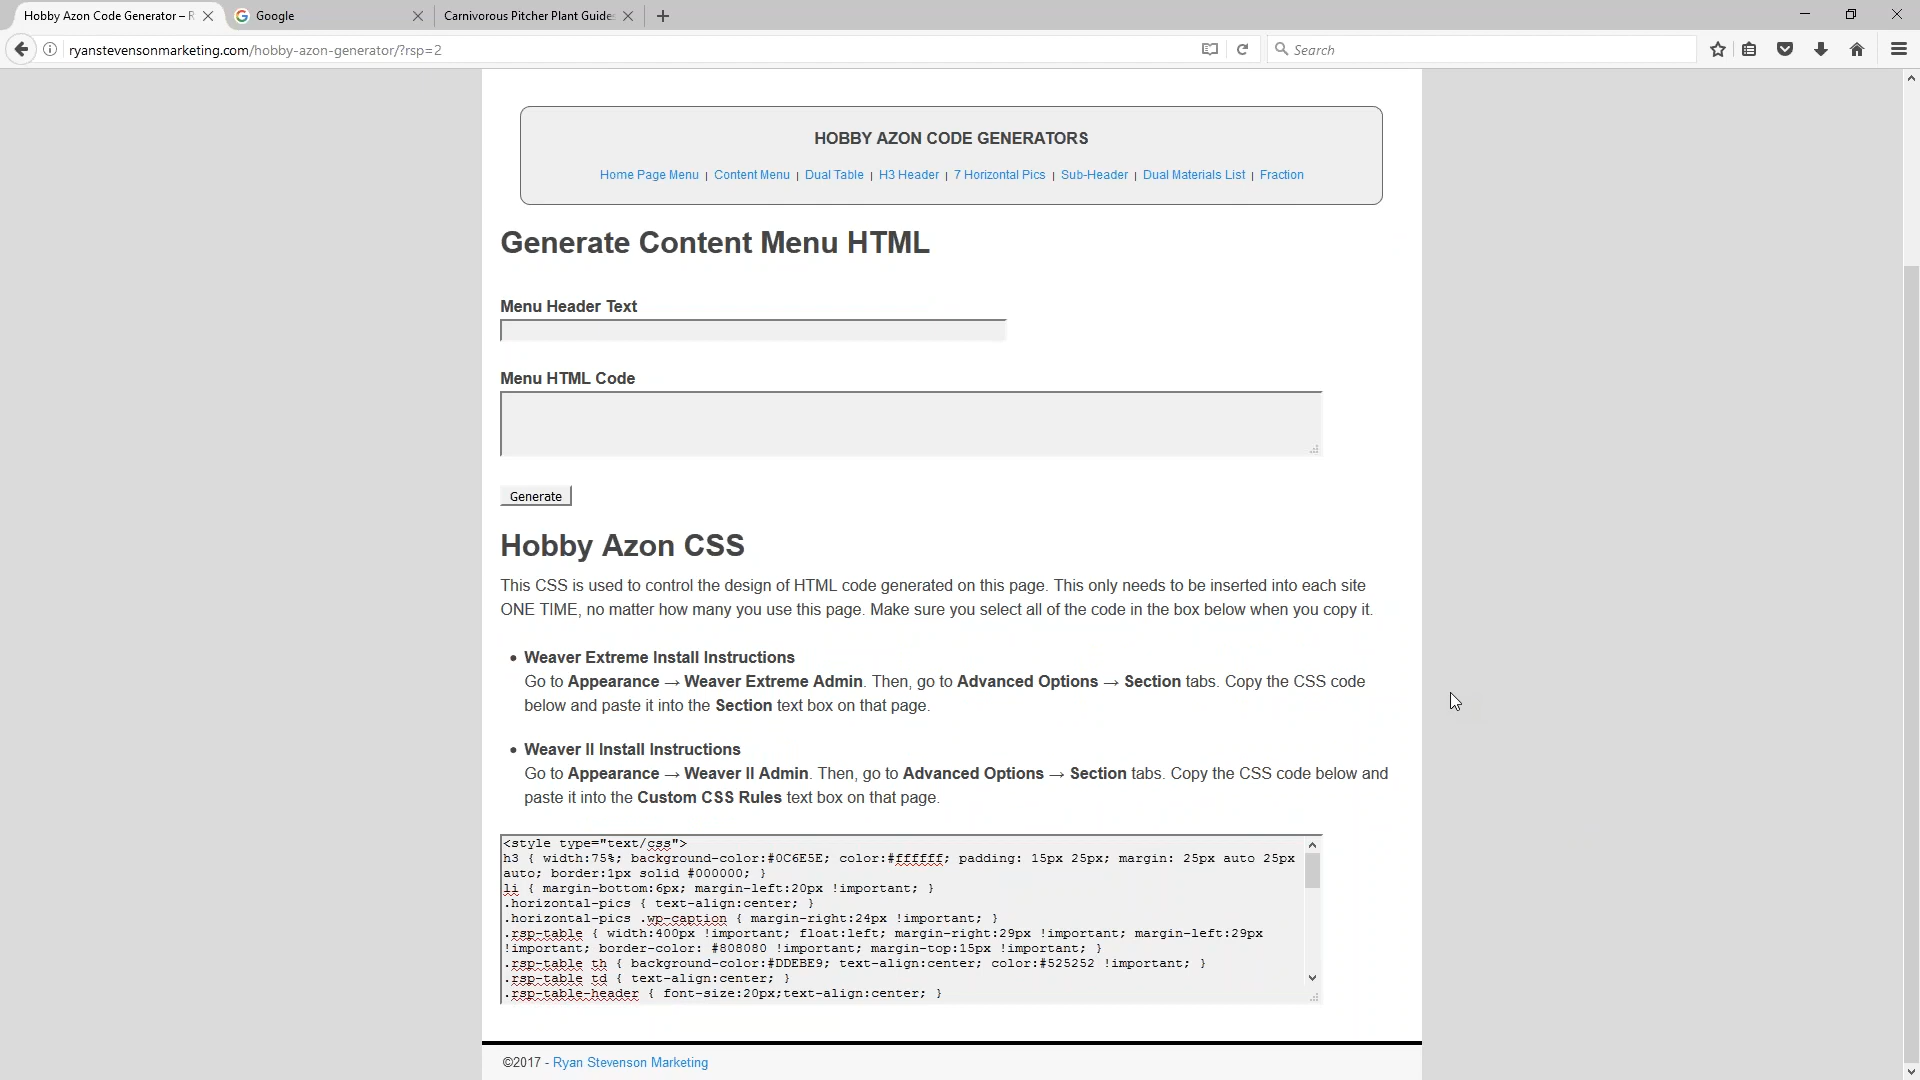 Hobby Azon Code Generator – R
Google
Carnivorous Pitcher Plant Guide:
ryanstevensonmarketing.com/hobby-azon-generator/?rsp=2
Search
HOBBY AZON CODE GENERATORS
Home Page Menu | Content Menu | Dual Table | H3 Header | 7 Horizontal Pics | Sub-Header | Dual Materials List | Fraction
Generate Content Menu HTML
Menu Header Text
Menu HTML Code
Generate
Hobby Azon CSS
This CSS is used to control the design of HTML code generated on this page. This only needs to be inserted into each site
ONE TIME, no matter how many you use this page. Make sure you select all of the code in the box below when you copy it.
• Weaver Extreme Install Instructions
Go to Appearance → Weaver Extreme Admin. Then, go to Advanced Options → Section tabs. Copy the CSS code
below and paste it into the Section text box on that page.
• Weaver II Install Instructions
Go to Appearance → Weaver II Admin. Then, go to Advanced Options → Section tabs. Copy the CSS code below and
paste it into the Custom CSS Rules text box on that page.
<style type="text/css">
h3 { width:75%; background-color:#0C6E5E; color:#ffffff; padding: 15px 25px; margin: 25px auto 25px
auto; border:1px solid #000000; }
li { margin-bottom:6px; margin-left:20px !important; }
.horizontal-pics { text-align:center; }
.horizontal-pics .wp-caption { margin-right:24px !important; }
.rsp-table { width:400px !important; float:left; margin-right:29px !important; margin-left:29px
!important; border-color: #808080 !important; margin-top:15px !important; }
.rsp-table th { background-color:#DDEBE9; text-align:center; color:#525252 !important; }
.rsp-table td { text-align:center; }
.rsp-table-header { font-size:20px;text-align:center; }
©2017 - Ryan Stevenson Marketing